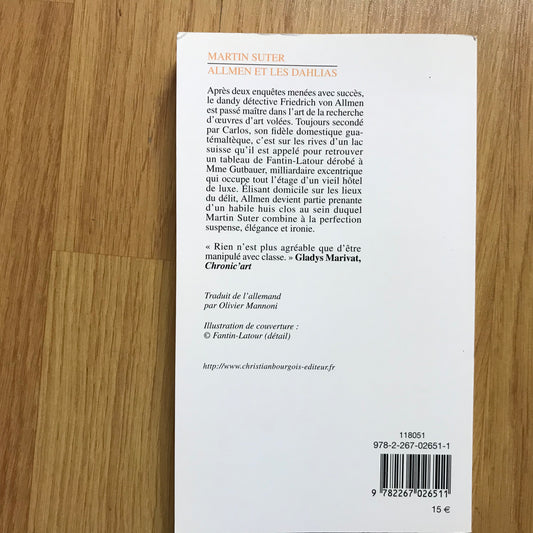 MARTIN SUTER
ALLMEN ET LES DAHLIAS
Après deux enquêtes menées avec succès,
le dandy détective Friedrich von Allmen
est passé maître dans l'art de la recherche
d'œuvres d'art volées. Toujours secondé
par Carlos, son fidèle domestique gua-
témaltèque, c'est sur les rives d'un lac
suisse qu'il est appelé pour retrouver
un tableau de Fantin-Latour dérobé à
Mme Gutbauer, milliardaire excentrique
qui occupe tout l'étage d'un vieil hôtel
de luxe. Élisant domicile sur les lieux
du délit, Allmen devient partie prenante
d'un habile huis clos au sein duquel
Martin Suter combine à la perfection
suspense, élégance et ironie.
« Rien n'est plus agréable que d'être
manipulé avec classe. » Gladys Marivat,
Chronic'art
Traduit de l'allemand
par Olivier Mannoni
Illustration de couverture :
© Fantin-Latour (détail)
http://www.christianbourgois-editeur.fr
118051
978-2-267-02651-1
9 782267 026511
15 €